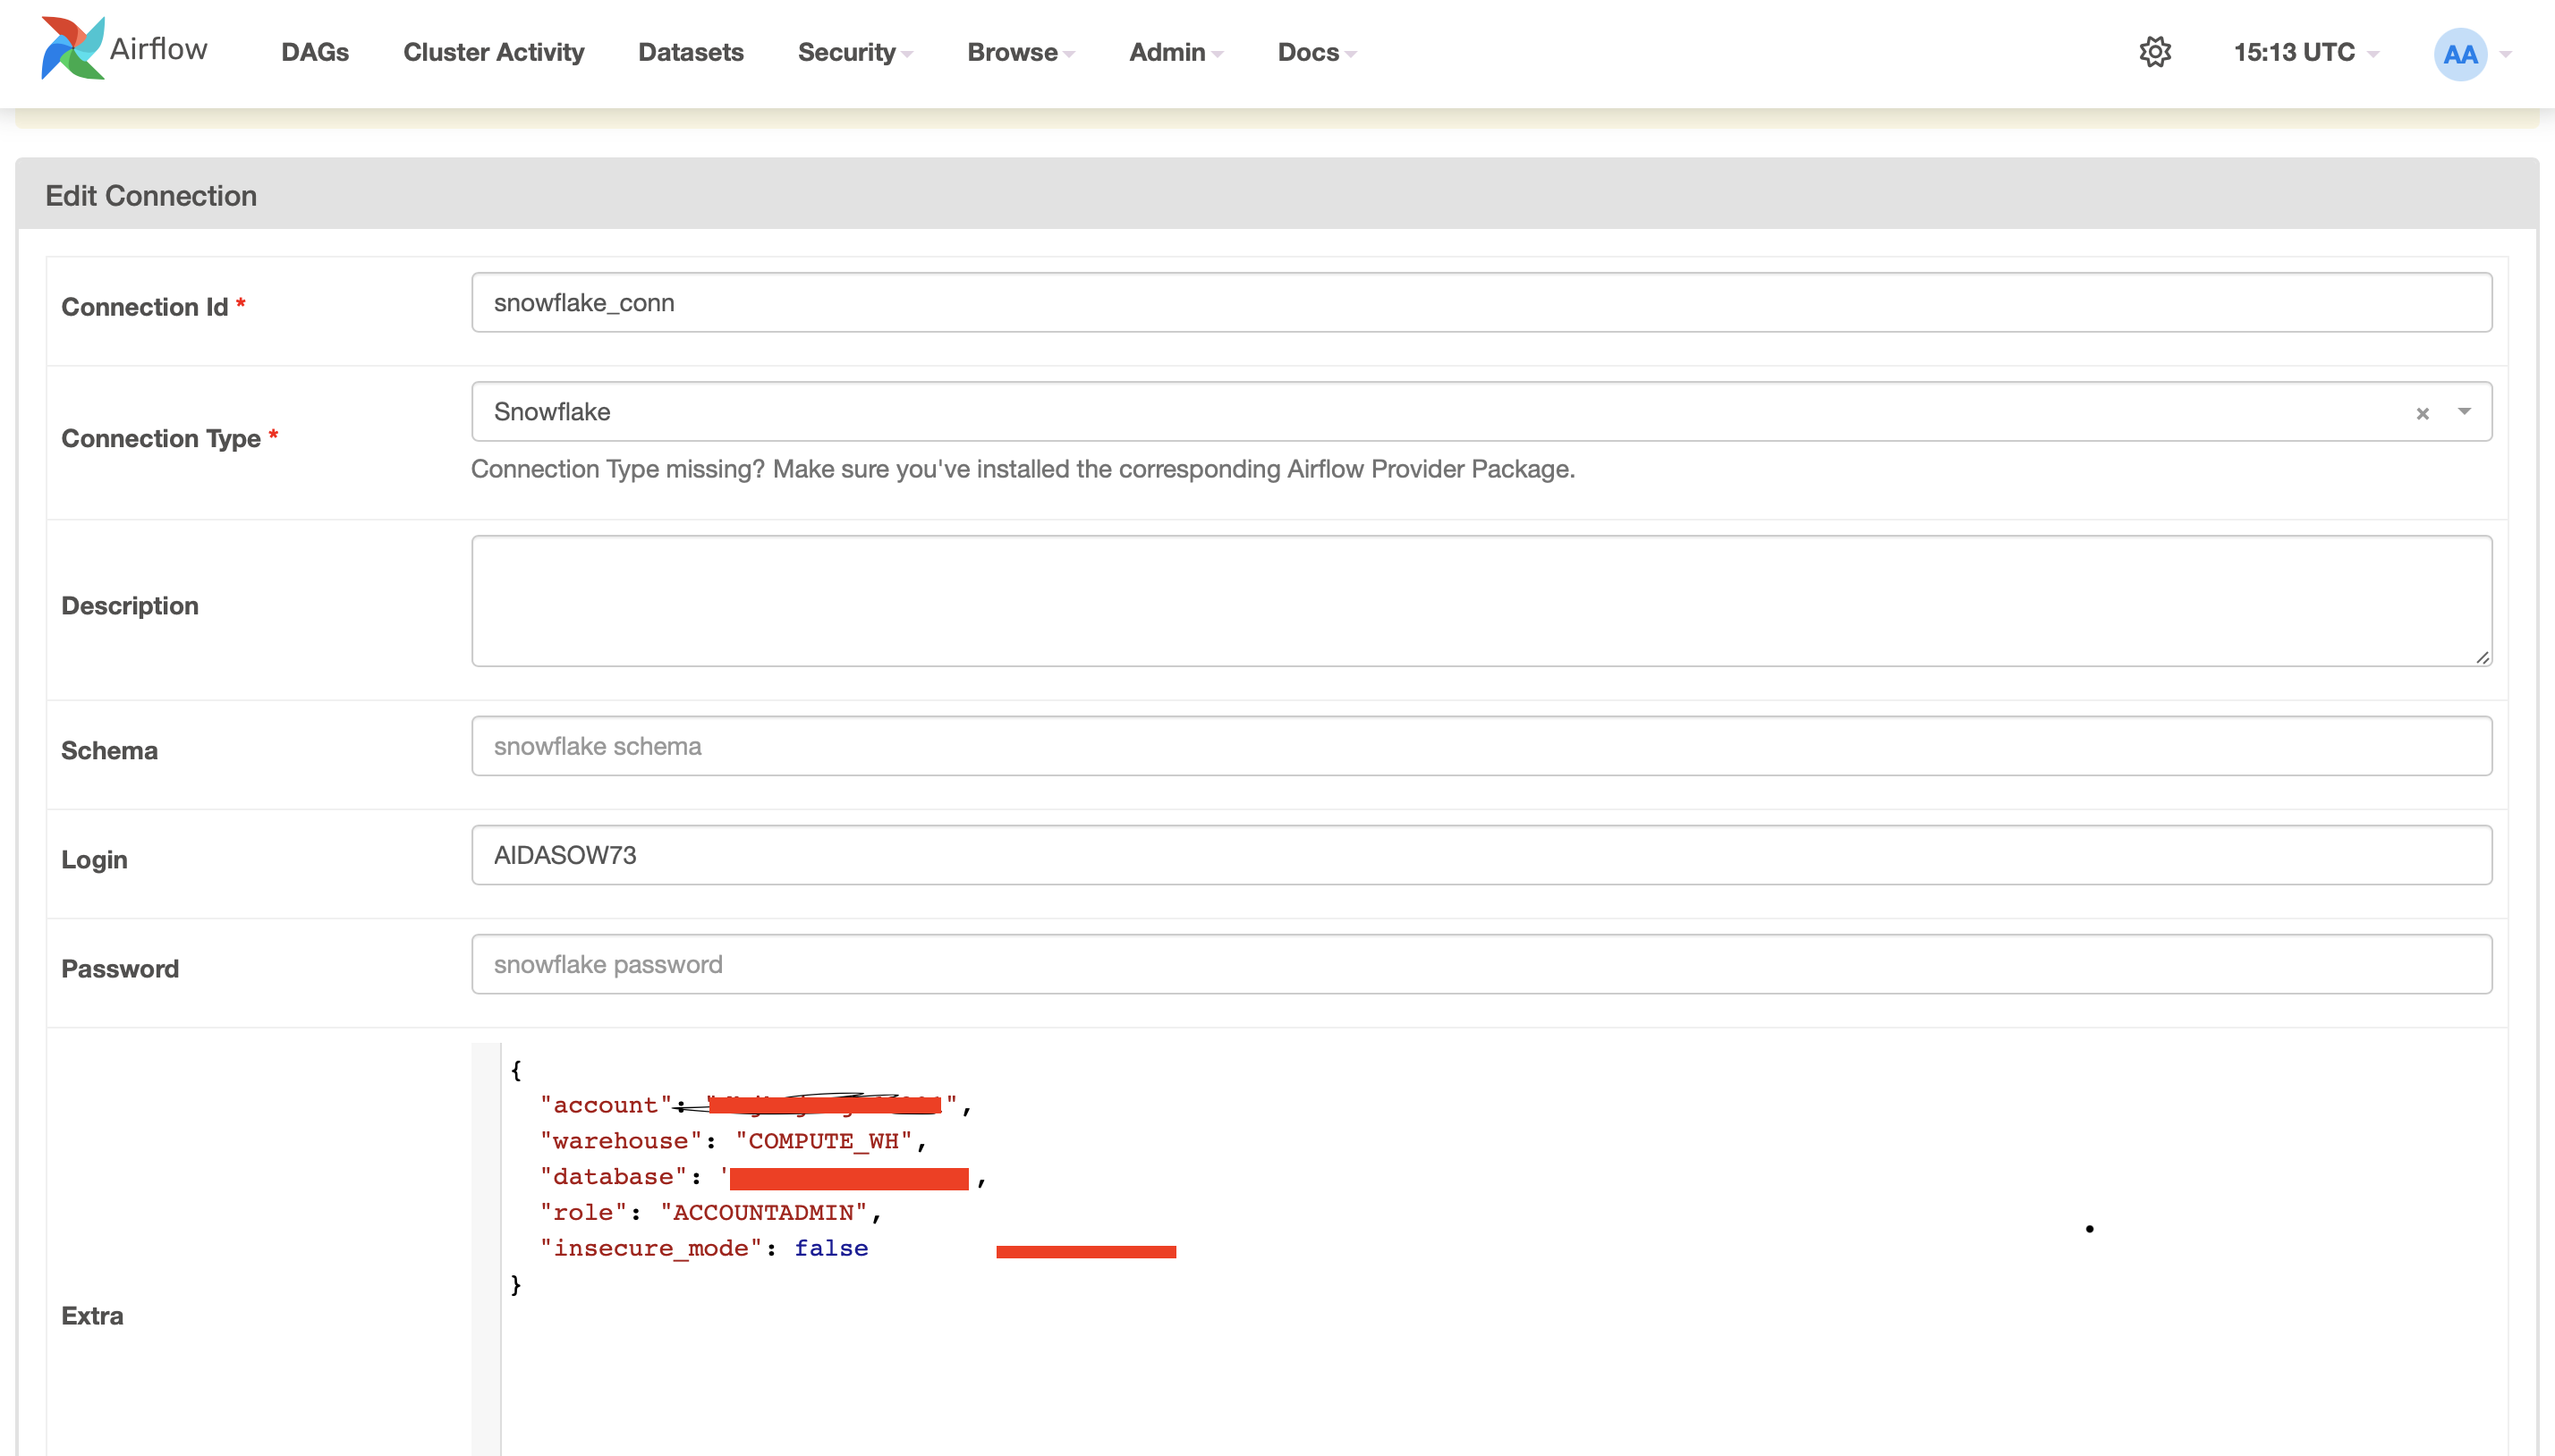 Airflow DAGs Cluster Activity Datasets Security Browse Admin Docs 15:13 UTC AA
Edit Connection
Connection Id * snowflake_conn
Connection Type * Snowflake ×
Connection Type missing? Make sure you've installed the corresponding Airflow Provider Package.
Description
Schema snowflake schema
Login AIDASOW73
Password snowflake password
Extra
{
"account": "",
"warehouse": "COMPUTE_WH",
"database": ' ,
"role": "ACCOUNTADMIN",
"insecure_mode": false
}